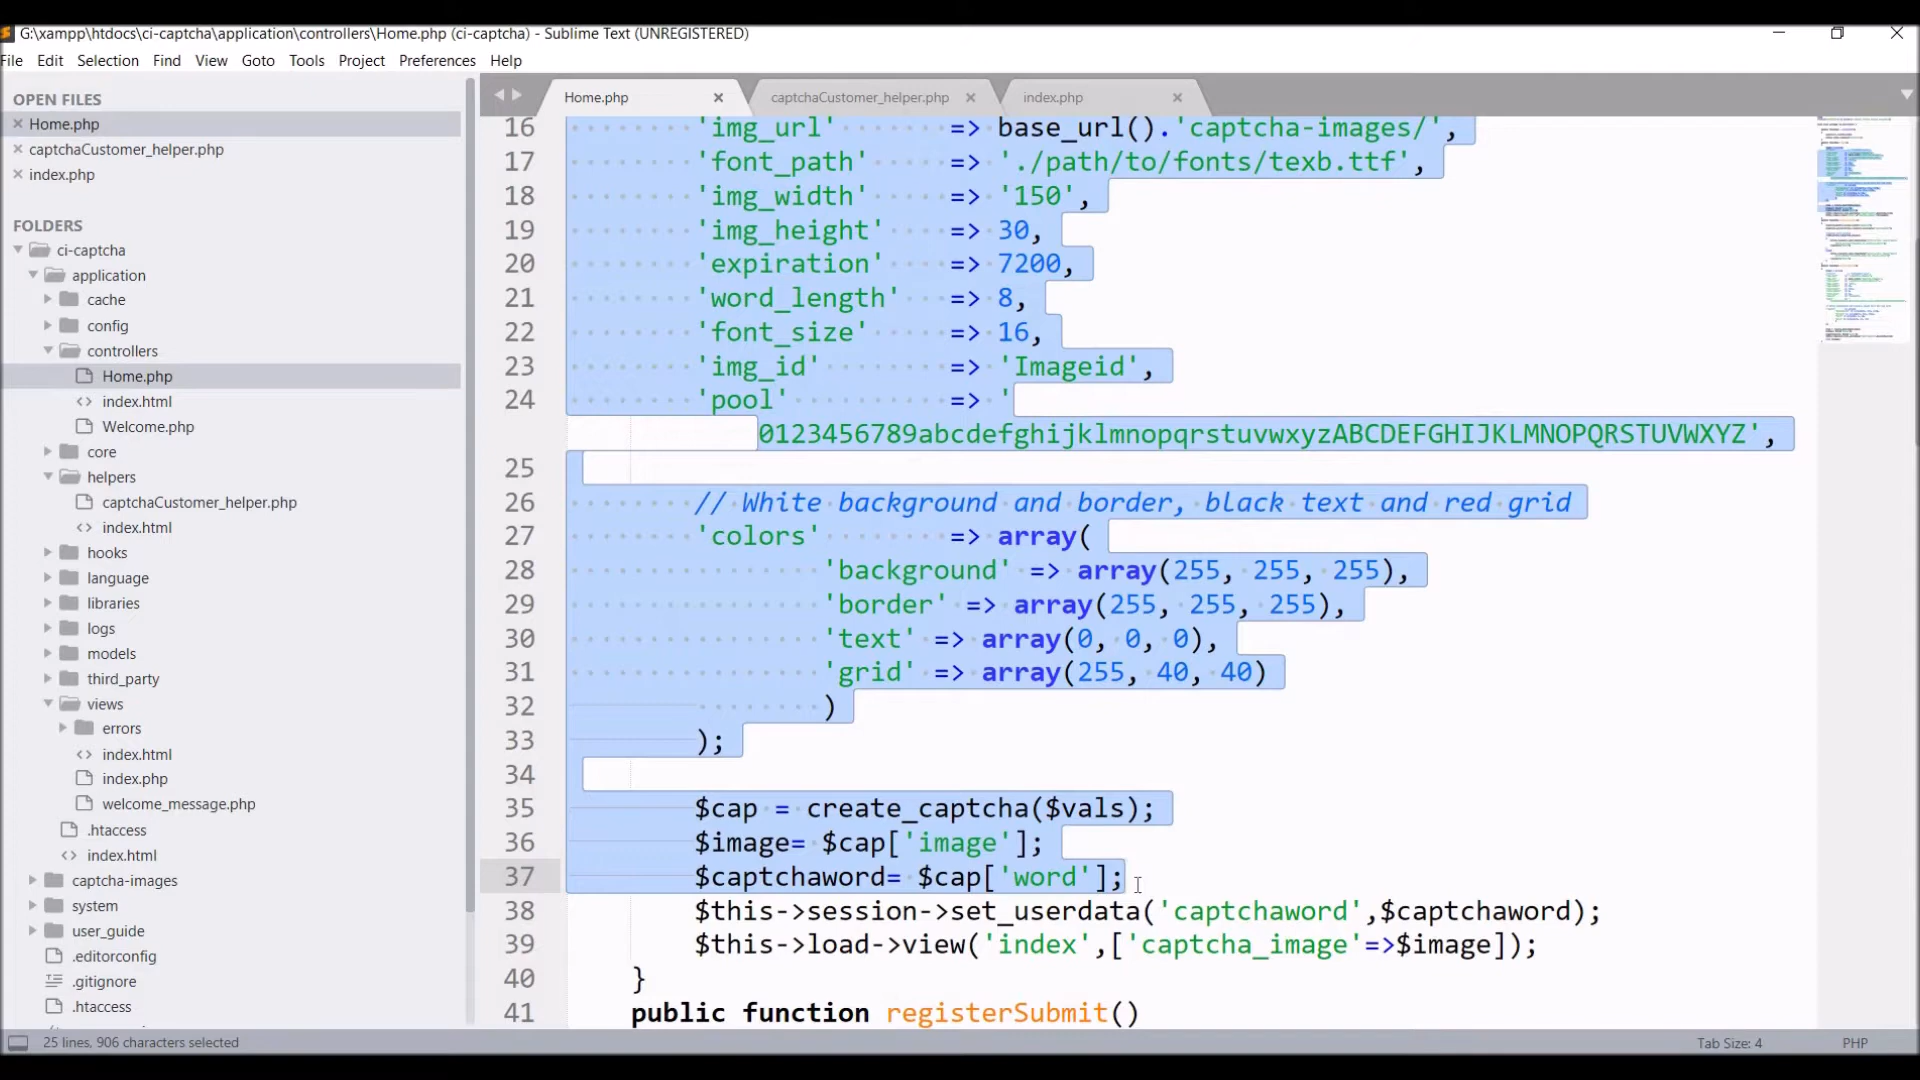 G:\xampp\htdocs\ci-captcha\application\controllers\Home.php (ci-captcha) - Sublime Text (UNREGISTERED)
File Edit Selection Find View Goto Tools Project Preferences Help
OPEN FILES
Home.php
captchaCustomer_helper.php
index.php
FOLDERS
ci-captcha
application
cache
config
controllers
Home.php
index.html
Welcome.php
core
helpers
captchaCustomer_helper.php
index.html
hooks
language
libraries
logs
models
third_party
views
errors
index.html
index.php
welcome_message.php
.htaccess
index.html
captcha-images
system
user_guide
.editorconfig
.gitignore
.htaccess
Home.php captchaCustomer_helper.php index.php
16 'img_url' => base_url().'captcha-images/',
17 'font_path' => './path/to/fonts/texb.ttf',
18 'img_width' => '150',
19 'img_height' => 30,
20 'expiration' => 7200,
21 'word_length' => 8,
22 'font_size' => 16,
23 'img_id' => 'Imageid',
24 'pool' => '
0123456789abcdefghijklmnopqrstuvwxyzABCDEFGHIJKLMNOPQRSTUVWXYZ',
25
26 // White background and border, black text and red grid
27 'colors' => array(
28 'background' => array(255, 255, 255),
29 'border' => array(255, 255, 255),
30 'text' => array(0, 0, 0),
31 'grid' => array(255, 40, 40)
32 )
33 );
34
35 $cap = create_captcha($vals);
36 $image= $cap['image'];
37 $captchaword= $cap['word'];
38 $this->session->set_userdata('captchaword',$captchaword);
39 $this->load->view('index',['captcha_image'=>$image]);
40 }
41 public function registerSubmit()
25 lines, 906 characters selected
Tab Size: 4 PHP